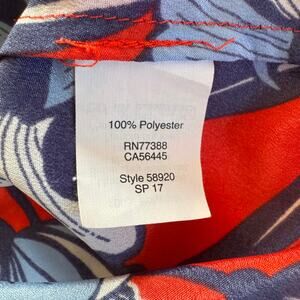 100% Polyester
RN77388
CA56445
Style 58920
SP 17